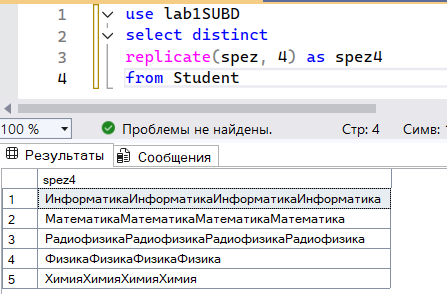 1 use lab1SUBD
2 select distinct
3 replicate(spez, 4) as spez4
4 from Student
100 % Проблемы не найдены. Стр: 4 Симв:
Результаты Сообщения
spez4
1 ИнформатикаИнформатикаИнформатикаИнформатика
2 МатематикаМатематикаМатематикаМатематика
3 РадиофизикаРадиофизикаРадиофизикаРадиофизика
4 ФизикаФизикаФизикаФизика
5 ХимияХимияХимияХимия